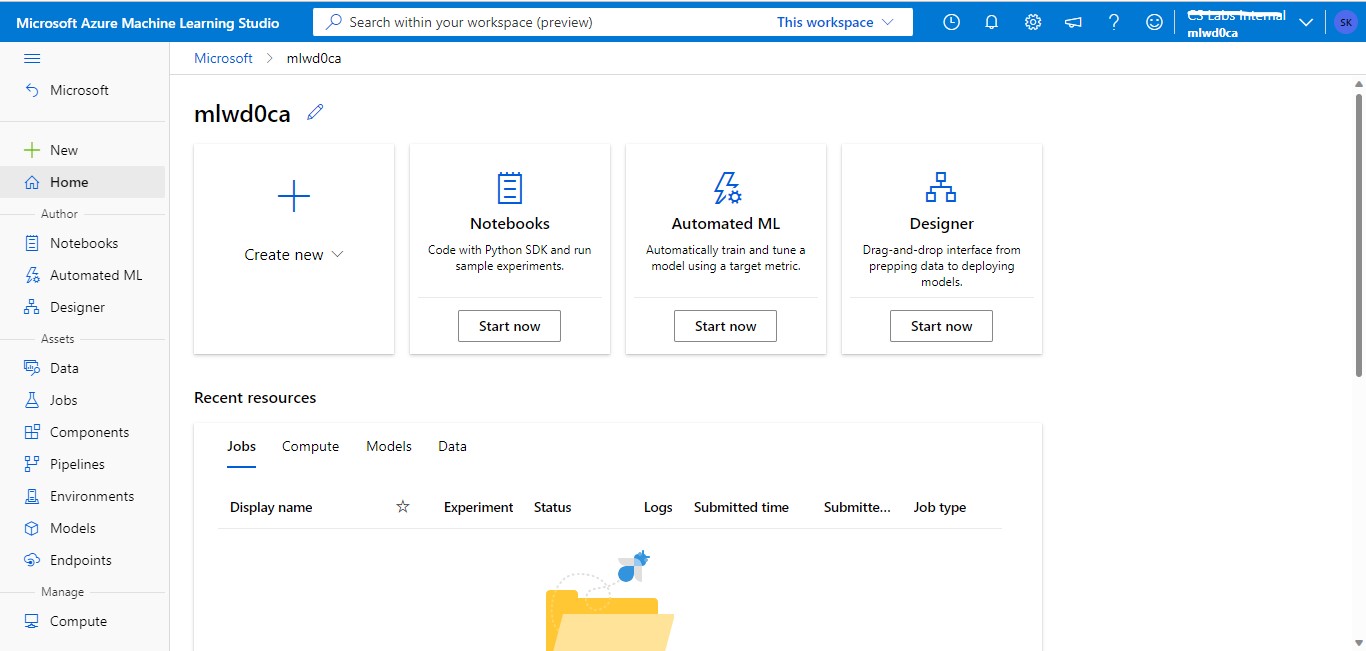 Microsoft Azure Machine Learning Studio
Search within your workspace (preview)
This workspace
CS Labs Internal
mlwd0ca
SK
Microsoft
mlwd0ca
Microsoft
New
Home
Author
Notebooks
Automated ML
Designer
Assets
Data
Jobs
Components
Pipelines
Environments
Models
Endpoints
Manage
Compute
mlwd0ca
Create new
Notebooks
Code with Python SDK and run
sample experiments.
Start now
Automated ML
Automatically train and tune a
model using a target metric.
Start now
Designer
Drag-and-drop interface from
prepping data to deploying
models.
Start now
Recent resources
Jobs Compute Models Data
Display name Experiment Status Logs Submitted time Submitte... Job type